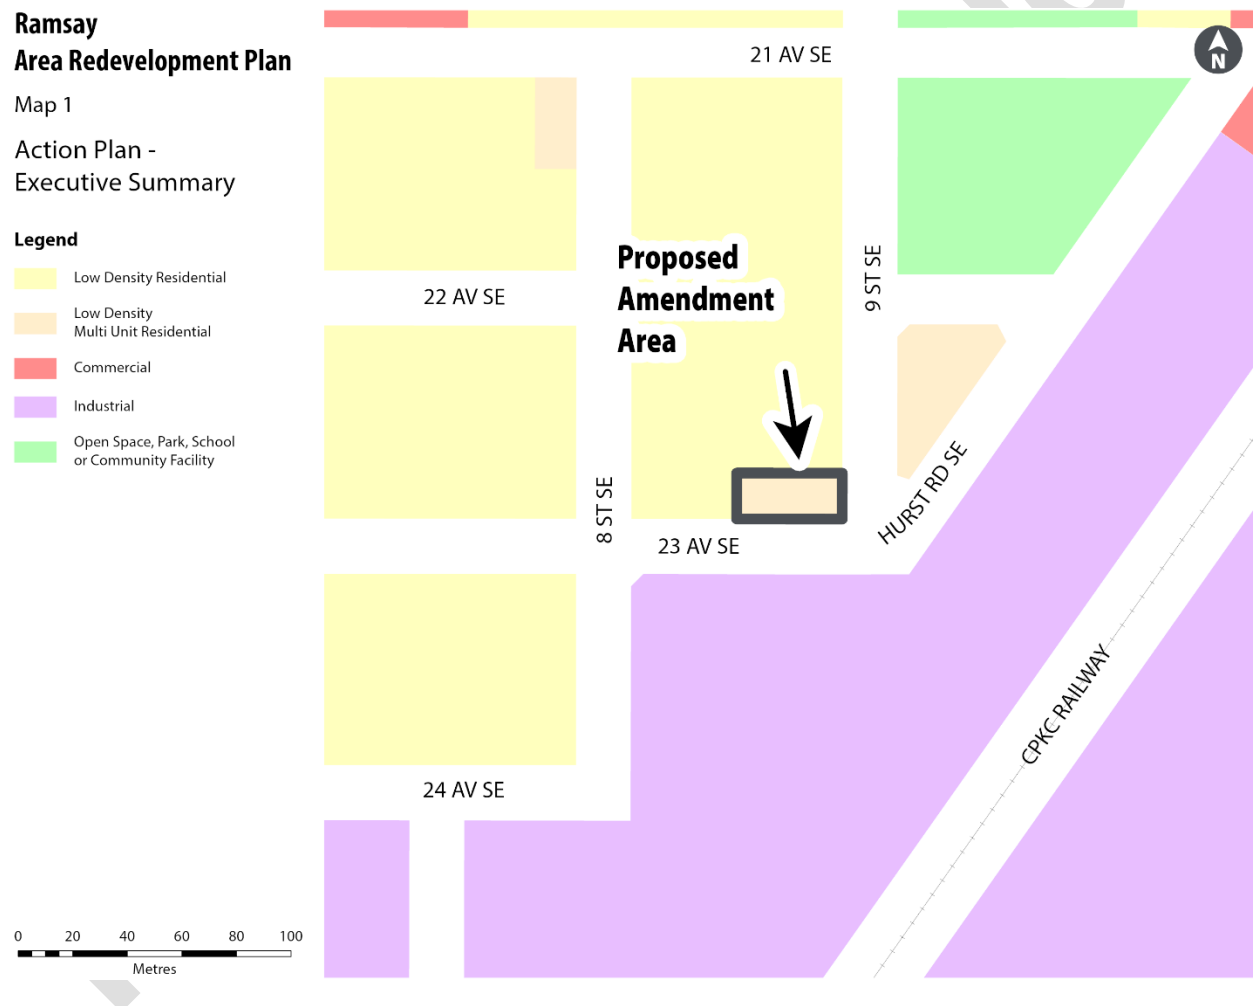 Ramsay
Area Redevelopment Plan
Map 1
Action Plan -
Executive Summary
Legend
Low Density Residential
Low Density
Multi Unit Residential
Commercial
Industrial
Open Space, Park, School
or Community Facility
0 20 40 60 80 100
Metres
21 AV SE
N
22 AV SE
Proposed
Amendment
Area
9 ST SE
8 ST SE
23 AV SE
HURST RD SE
CPKC RAILWAY
24 AV SE